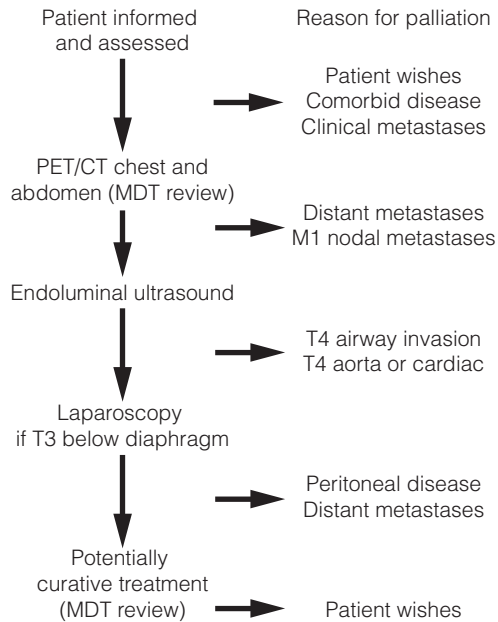 Patient informed
and assessed
Reason for palliation
Patient wishes
Comorbid disease
Clinical metastases
PET/CT chest and
abdomen (MDT review)
Distant metastases
M1 nodal metastases
Endoluminal ultrasound
T4 airway invasion
T4 aorta or cardiac
Laparoscopy
if T3 below diaphragm
Peritoneal disease
Distant metastases
Potentially
curative treatment
(MDT review)
Patient wishes